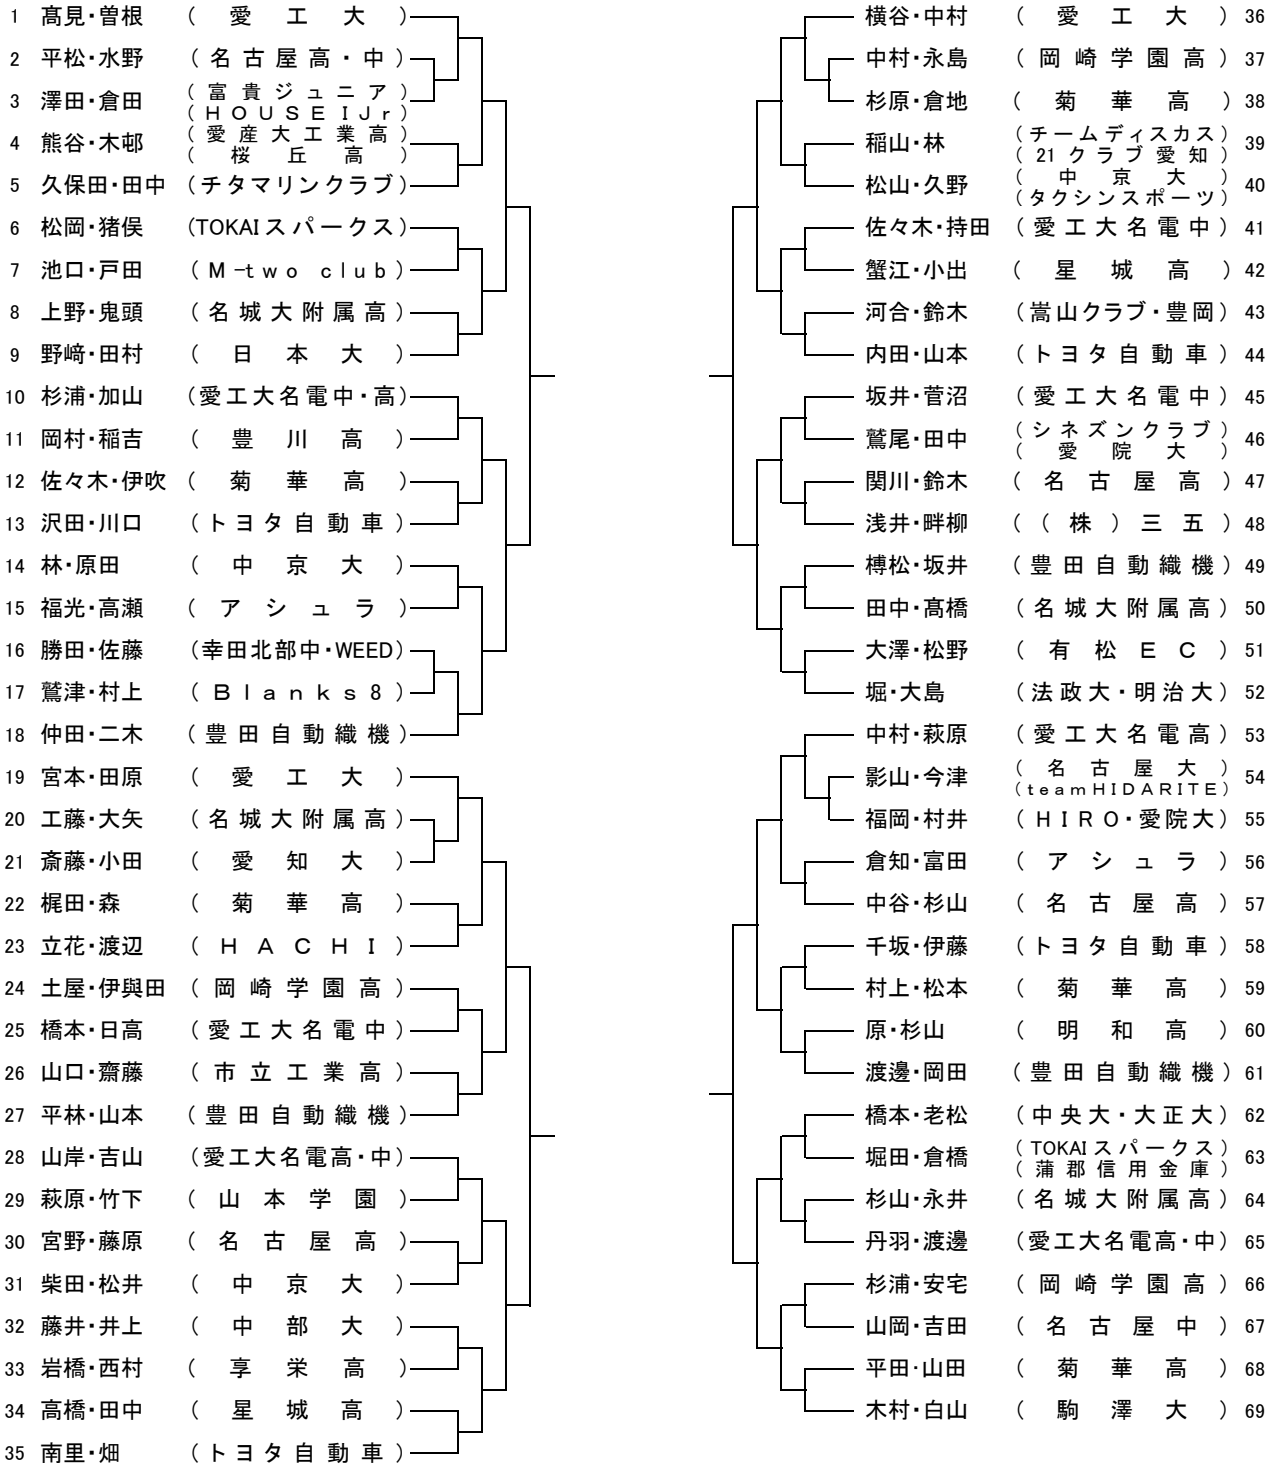 1 髙見・曽根 (愛工大)
2 平松・水野 (名古屋高・中)
3 澤田・倉田 (富貴ジュニア)
(HOUSEIJr)
4 熊谷・木邨 (愛産大工業高)
(桜丘高)
5 久保田・田中 (チタマリンクラブ)
6 松岡・猪俣 (TOKAIスパークス)
7 池口・戸田 (M-two club)
8 上野・鬼頭 (名城大附属高)
9 野﨑・田村 (日本大)
10 杉浦・加山 (愛工大名電中・高)
11 岡村・稲吉 (豊川高)
12 佐々木・伊吹 (菊華高)
13 沢田・川口 (トヨタ自動車)
14 林・原田 (中京大)
15 福光・高瀬 (アシュラ)
16 勝田・佐藤 (幸田北部中・WEED)
17 鷲津・村上 (Blanks8)
18 仲田・二木 (豊田自動織機)
19 宮本・田原 (愛工大)
20 工藤・大矢 (名城大附属高)
21 斎藤・小田 (愛知大)
22 梶田・森 (菊華高)
23 立花・渡辺 (HACHI)
24 土屋・伊與田 (岡崎学園高)
25 橋本・日高 (愛工大名電中)
26 山口・齋藤 (市立工業高)
27 平林・山本 (豊田自動織機)
28 山岸・吉山 (愛工大名電高・中)
29 萩原・竹下 (山本学園)
30 宮野・藤原 (名古屋高)
31 柴田・松井 (中京大)
32 藤井・井上 (中部大)
33 岩橋・西村 (享栄高)
34 高橋・田中 (星城高)
35 南里・畑 (トヨタ自動車)
横谷・中村 (愛工大) 36
中村・永島 (岡崎学園高) 37
杉原・倉地 (菊華高) 38
稲山・林 (チームディスカス) 39
(21クラブ愛知)
松山・久野 (中京大) 40
(タクシンスポーツ)
佐々木・持田 (愛工大名電中) 41
蟹江・小出 (星城高) 42
河合・鈴木 (嵩山クラブ・豊岡) 43
内田・山本 (トヨタ自動車) 44
坂井・菅沼 (愛工大名電中) 45
鷲尾・田中 (シネズンクラブ) 46
(愛院大)
関川・鈴木 (名古屋高) 47
浅井・畔柳 ((株)三五) 48
榑松・坂井 (豊田自動織機) 49
田中・髙橋 (名城大附属高) 50
大澤・松野 (有松EC) 51
堀・大島 (法政大・明治大) 52
中村・萩原 (愛工大名電高) 53
影山・今津 (名古屋大) 54
(teamHIDARITE)
福岡・村井 (HIRO・愛院大) 55
倉知・富田 (アシュラ) 56
中谷・杉山 (名古屋高) 57
千坂・伊藤 (トヨタ自動車) 58
村上・松本 (菊華高) 59
原・杉山 (明和高) 60
渡邊・岡田 (豊田自動織機) 61
橋本・老松 (中央大・大正大) 62
堀田・倉橋 (TOKAIスパークス) 63
(蒲郡信用金庫)
杉山・永井 (名城大附属高) 64
丹羽・渡邊 (愛工大名電高・中) 65
杉浦・安宅 (岡崎学園高) 66
山岡・吉田 (名古屋中) 67
平田・山田 (菊華高) 68
木村・白山 (駒澤大) 69